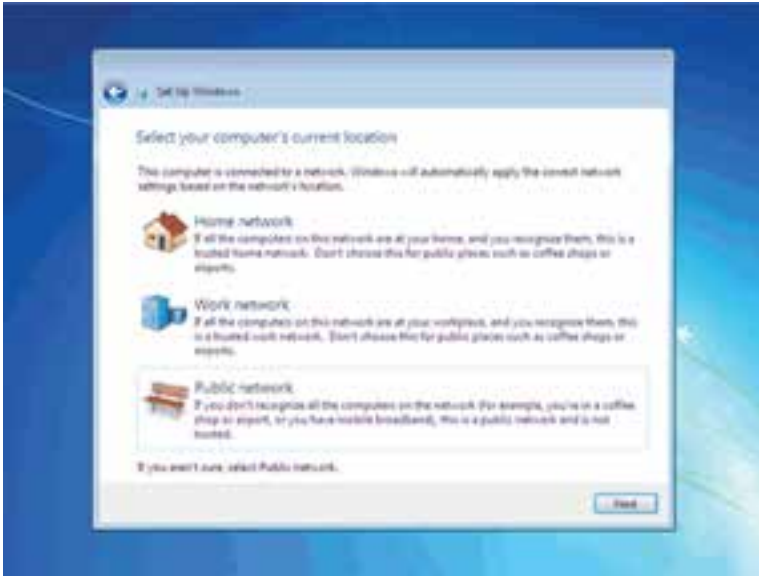 Set Up Windows
Select your computer's current location
This computer is connected to a network. Windows will automatically apply the correct network
settings based on the network's location.
Home network
If all the computers on this network are at your home, and you recognize them, this is a
trusted home network. Don't choose this for public places such as coffee shops or
airports.
Work network
If all the computers on this network are at your workplace, and you recognize them, this
is a trusted work network. Don't choose this for public places such as coffee shops or
airports.
Public network
If you don't recognize all the computers on the network (for example, you're in a coffee
shop or airport, or you have mobile broadband), this is a public network and is not
trusted.
If you aren't sure, select Public network.
Next